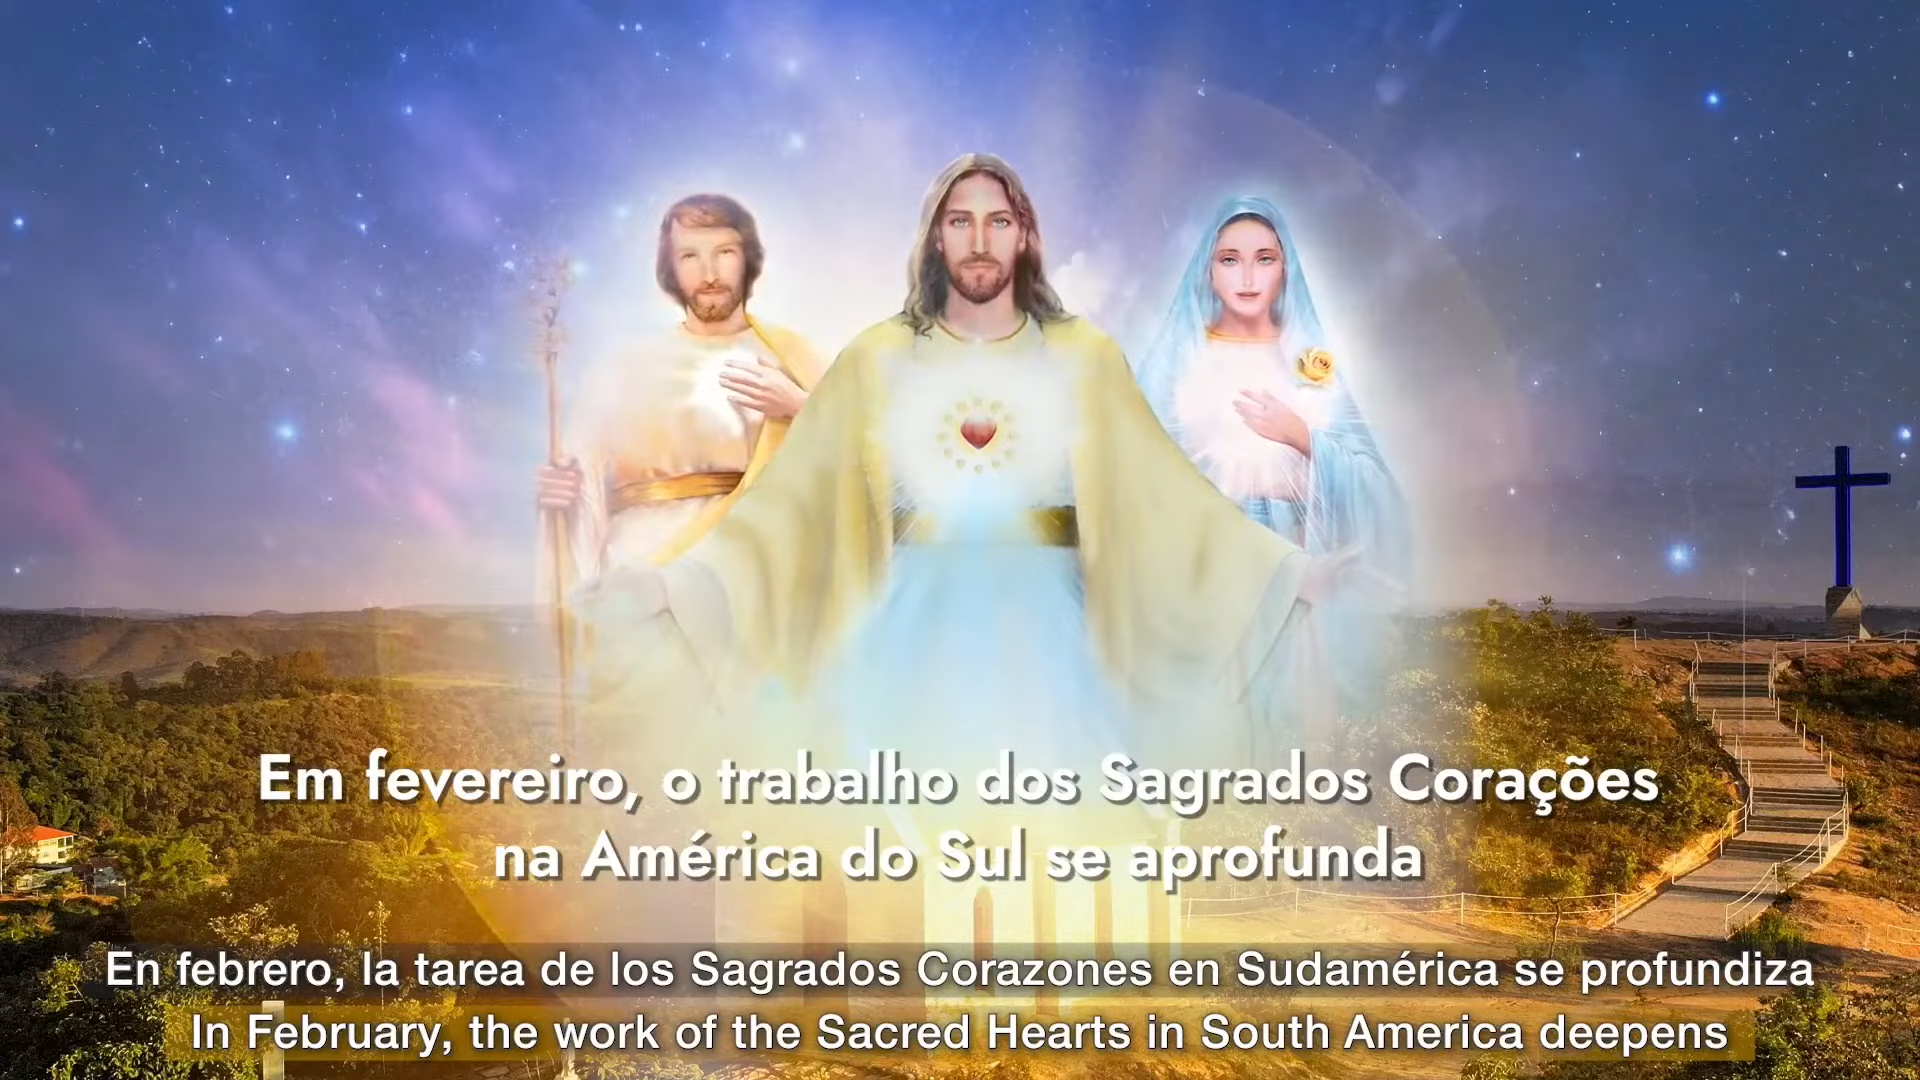 Em fevereiro, o trabalho dos Sagrados Corações
na América do Sul se aprofunda
En febrero, la tarea de los Sagrados Corazones en Sudamérica se profundiza
In February, the work of the Sacred Hearts in South America deepens